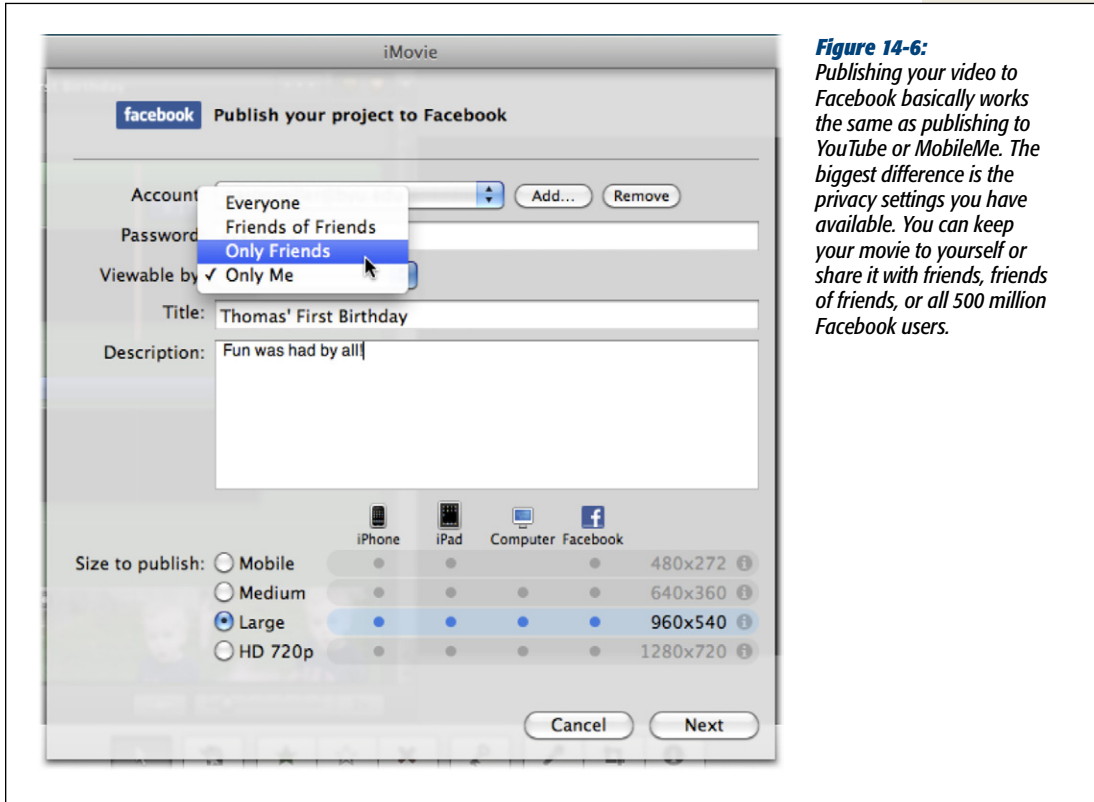 iMovie
facebook Publish your project to Facebook
Account
Add...
Remove
Everyone
Friends of Friends
Only Friends
✓ Only Me
Password
Viewable by
Title: Thomas' First Birthday
Description: Fun was had by all!
iPhone iPad Computer Facebook
Size to publish: Mobile 480x272
Medium 640x360
Large 960x540
HD 720p 1280x720
Cancel Next
Figure 14-6:
Publishing your video to
Facebook basically works
the same as publishing to
YouTube or MobileMe. The
biggest difference is the
privacy settings you have
available. You can keep
your movie to yourself or
share it with friends, friends
of friends, or all 500 million
Facebook users.